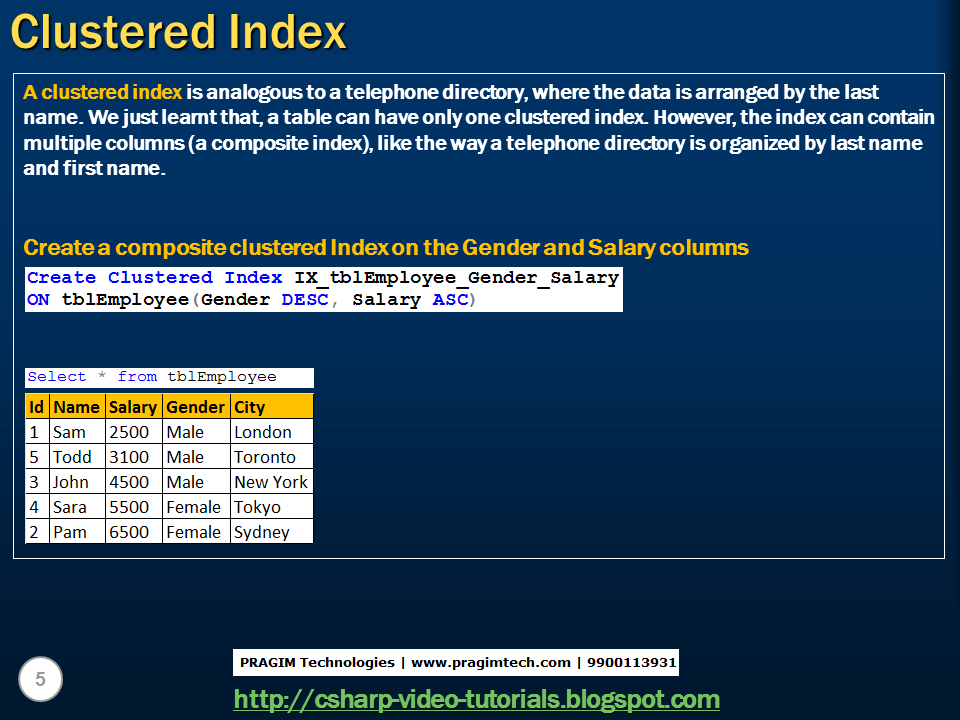 Clustered Index
A clustered index is analogous to a telephone directory, where the data is arranged by the last
name. We just learnt that, a table can have only one clustered index. However, the index can contain
multiple columns (a composite index), like the way a telephone directory is organized by last name
and first name.
Create a composite clustered Index on the Gender and Salary columns
Create Clustered Index IX_tblEmployee_Gender_Salary
ON tblEmployee(Gender DESC, Salary ASC)
Select * from tblEmployee
Id Name Salary Gender City
1 Sam 2500 Male London
5 Todd 3100 Male Toronto
3 John 4500 Male New York
4 Sara 5500 Female Tokyo
2 Pam 6500 Female Sydney
5
PRAGIM Technologies | www.pragimtech.com | 9900113931
http://csharp-video-tutorials.blogspot.com